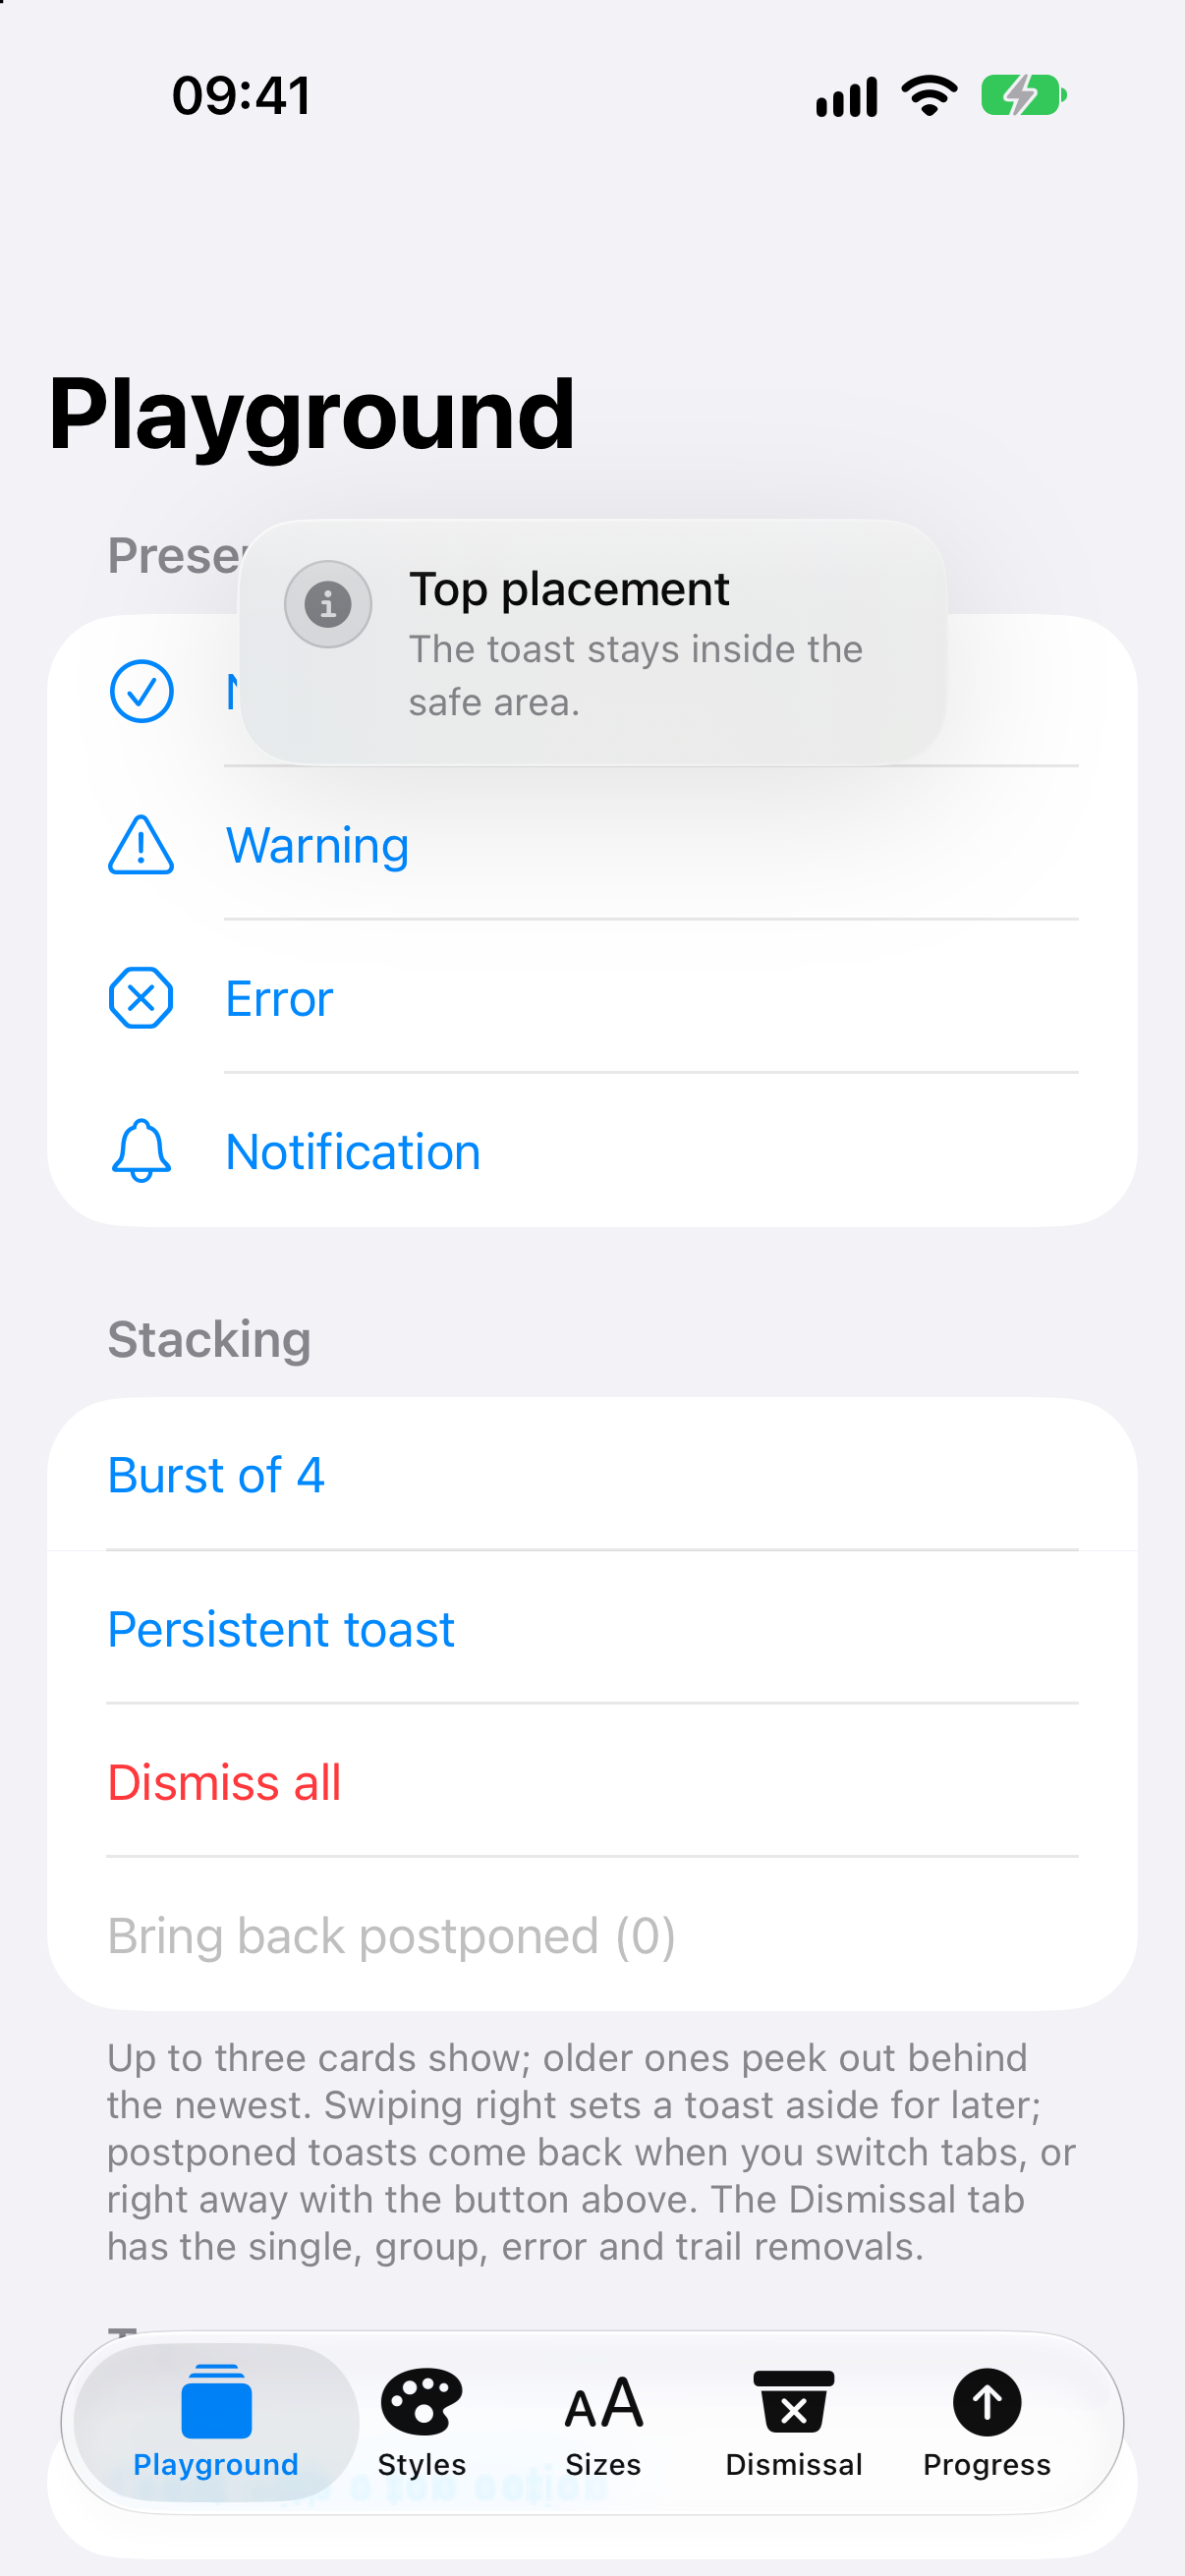 09:41
Playground
Top placement
The toast stays inside the
safe area.
Warning
Error
Notification
Stacking
Burst of 4
Persistent toast
Dismiss all
Bring back postponed (0)
Up to three cards show; older ones peek out behind
the newest. Swiping right sets a toast aside for later;
postponed toasts come back when you switch tabs, or
right away with the button above. The Dismissal tab
has the single, group, error and trail removals.
Playground
Styles
Sizes
Dismissal
Progress